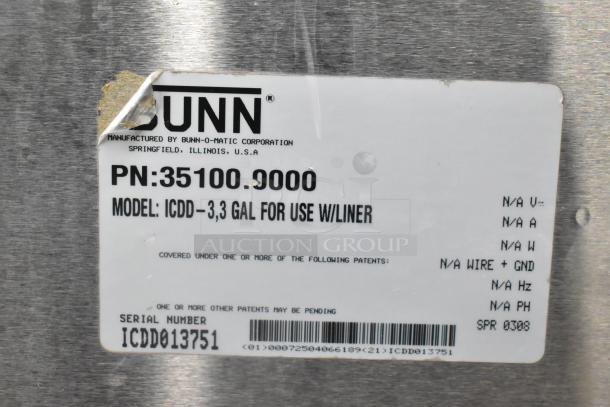 BUNN®
MANUFACTURED BY BUNN-O-MATIC CORPORATION
SPRINGFIELD, ILLINOIS, U.S.A
PN:35100.9000
MODEL: ICDD-3,3 GAL FOR USE W/LINER
COVERED UNDER ONE OR MORE OF THE FOLLOWING PATENTS:
ONE OR MORE OTHER PATENTS MAY BE PENDING
SERIAL NUMBER
ICDD013751
(01)00072504066189(21)ICDD013751
N/A V~
N/A A
N/A W
N/A WIRE + GND
N/A Hz
N/A PH
SPR 0308
TCI
AUCTION GROUP